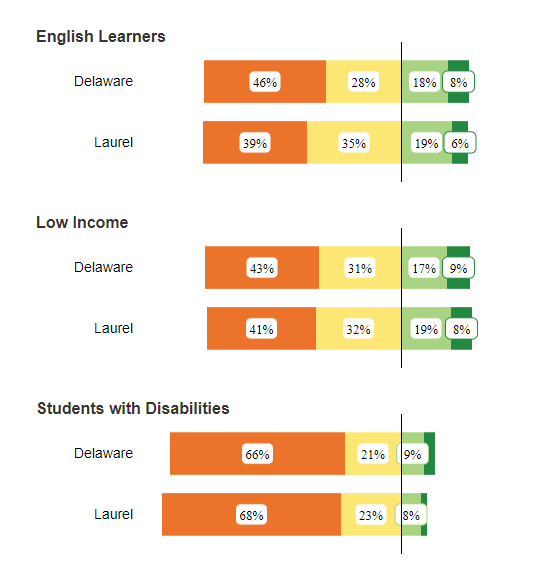 English Learners
Delaware 46% 28% 18% 8%
Laurel 39% 35% 19% 6%
Low Income
Delaware 43% 31% 17% 9%
Laurel 41% 32% 19% 8%
Students with Disabilities
Delaware 66% 21% 9%
Laurel 68% 23% 8%